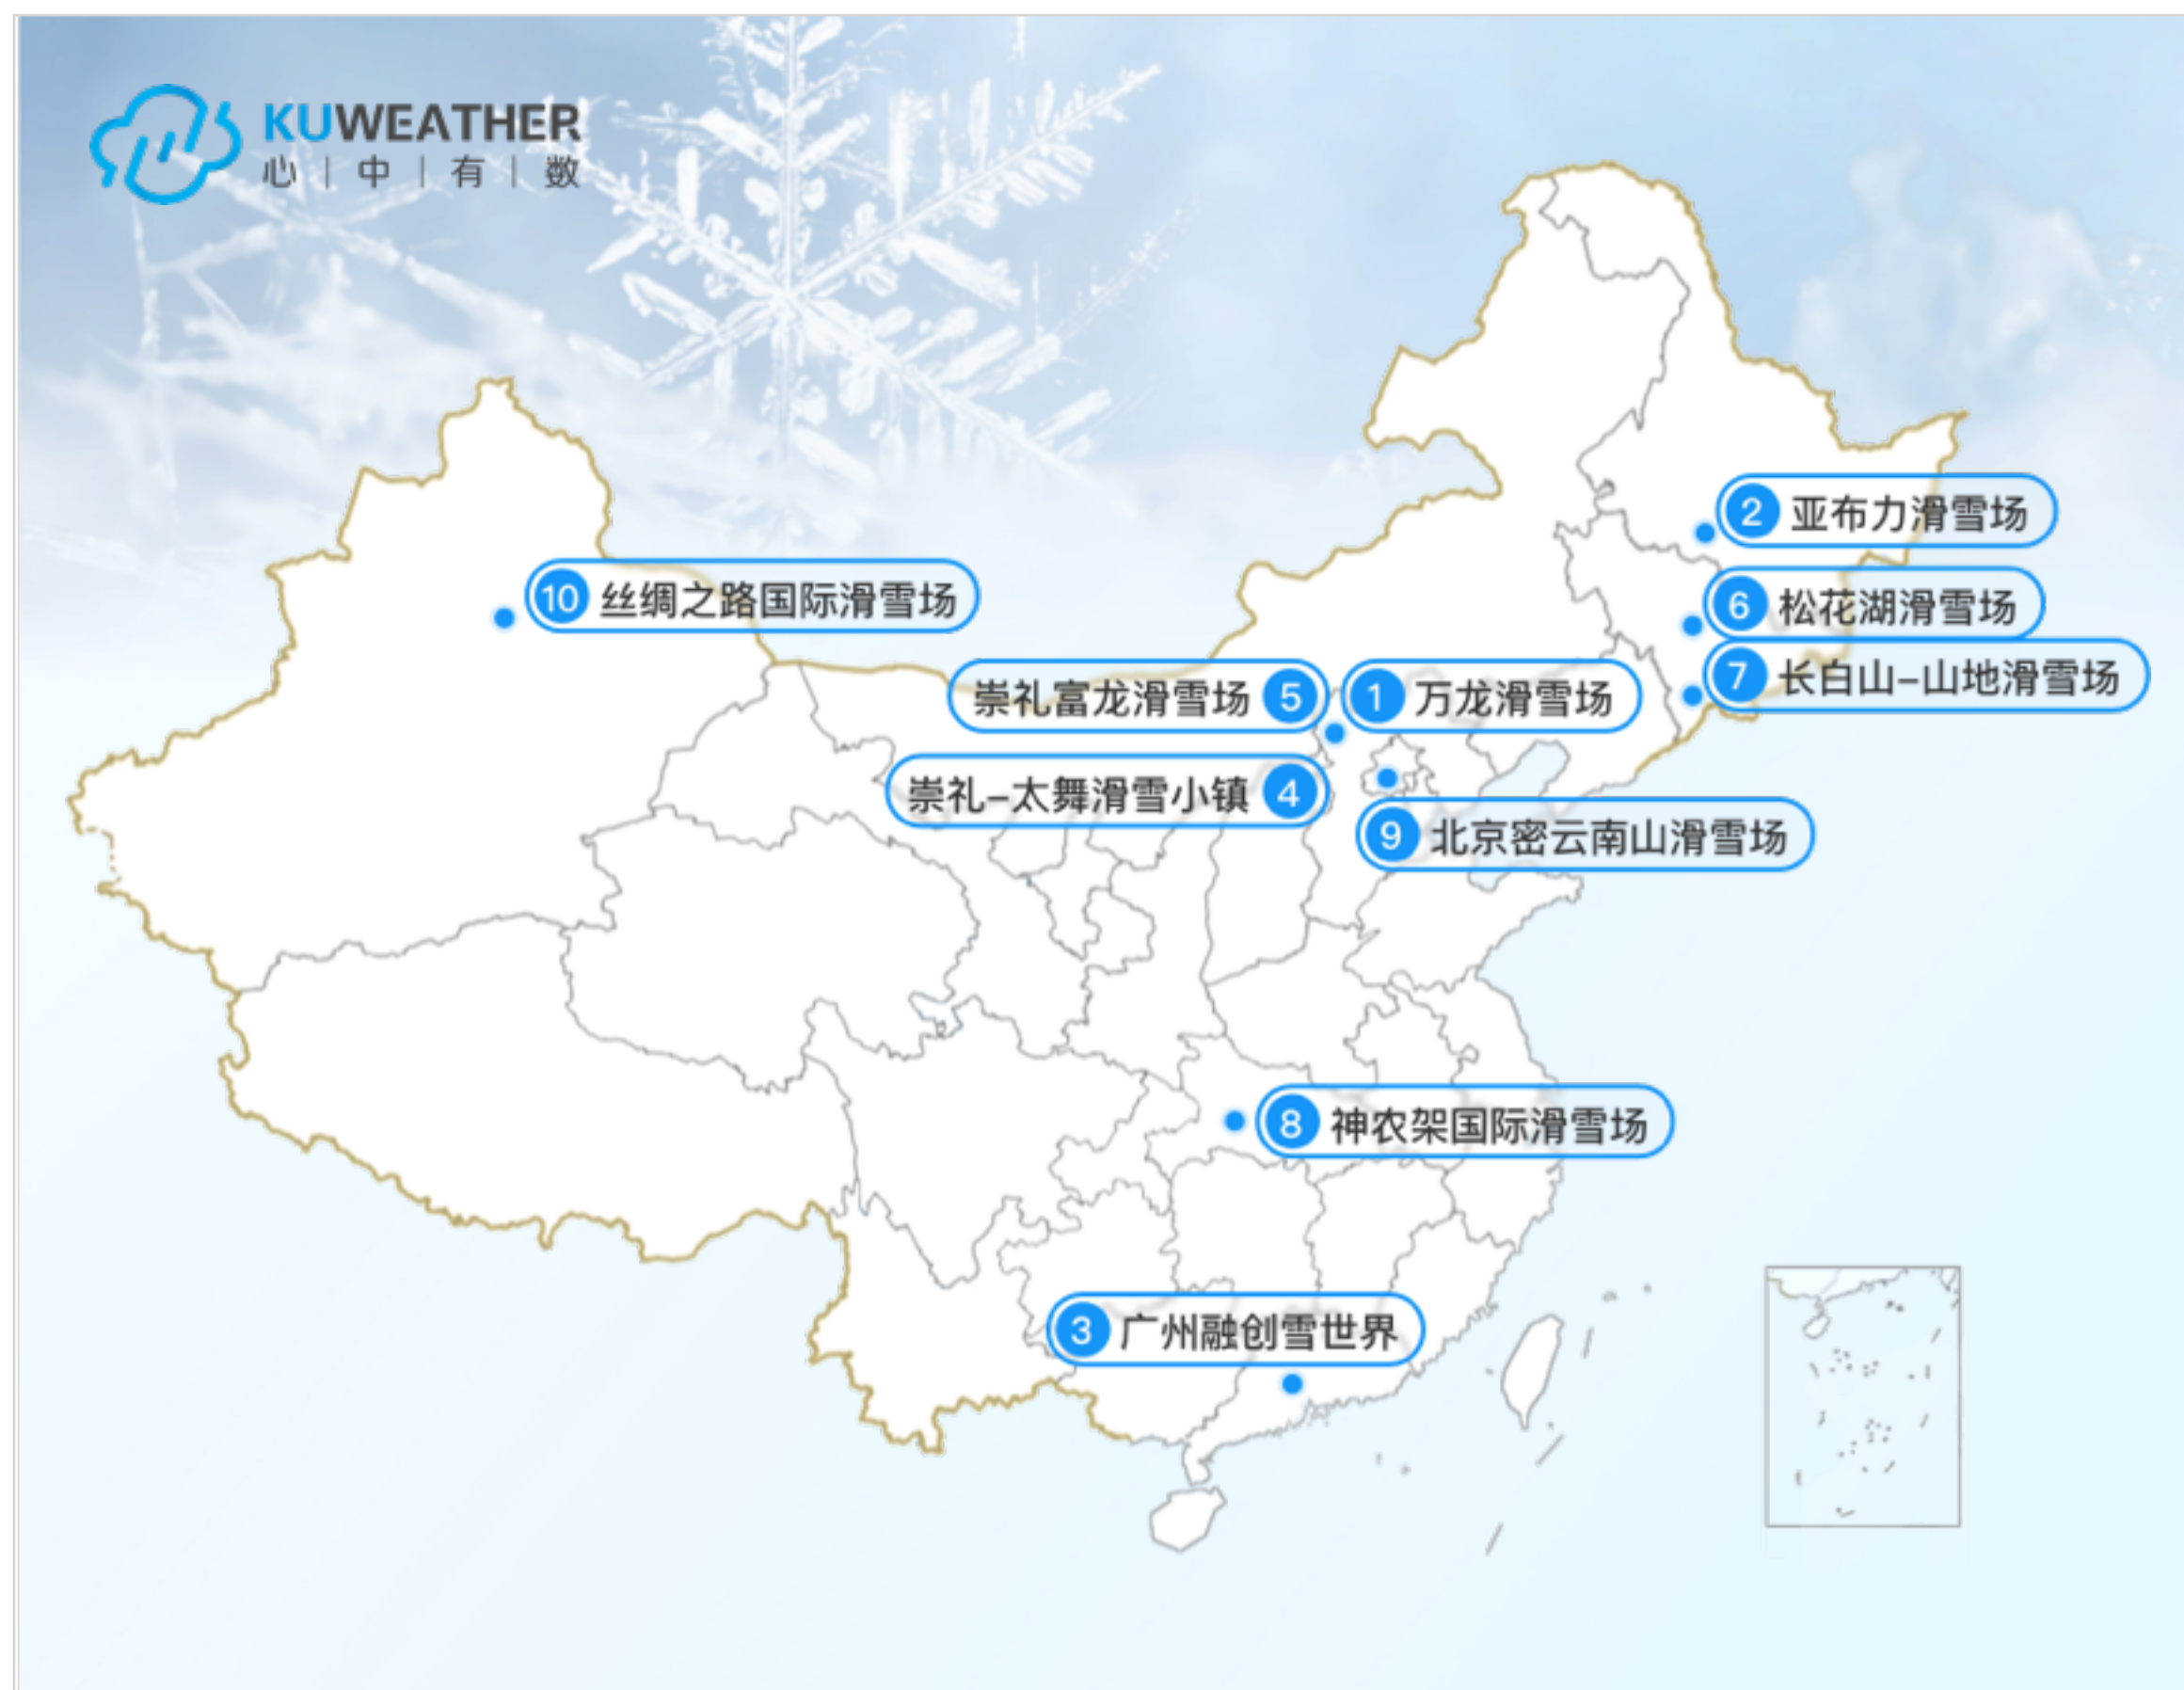 KUWEATHER
心|中|有|数
2 亚布力滑雪场
10 丝绸之路国际滑雪场
6 松花湖滑雪场
7 长白山-山地滑雪场
崇礼富龙滑雪场 5
1 万龙滑雪场
崇礼-太舞滑雪小镇 4
9 北京密云南山滑雪场
8 神农架国际滑雪场
3 广州融创雪世界